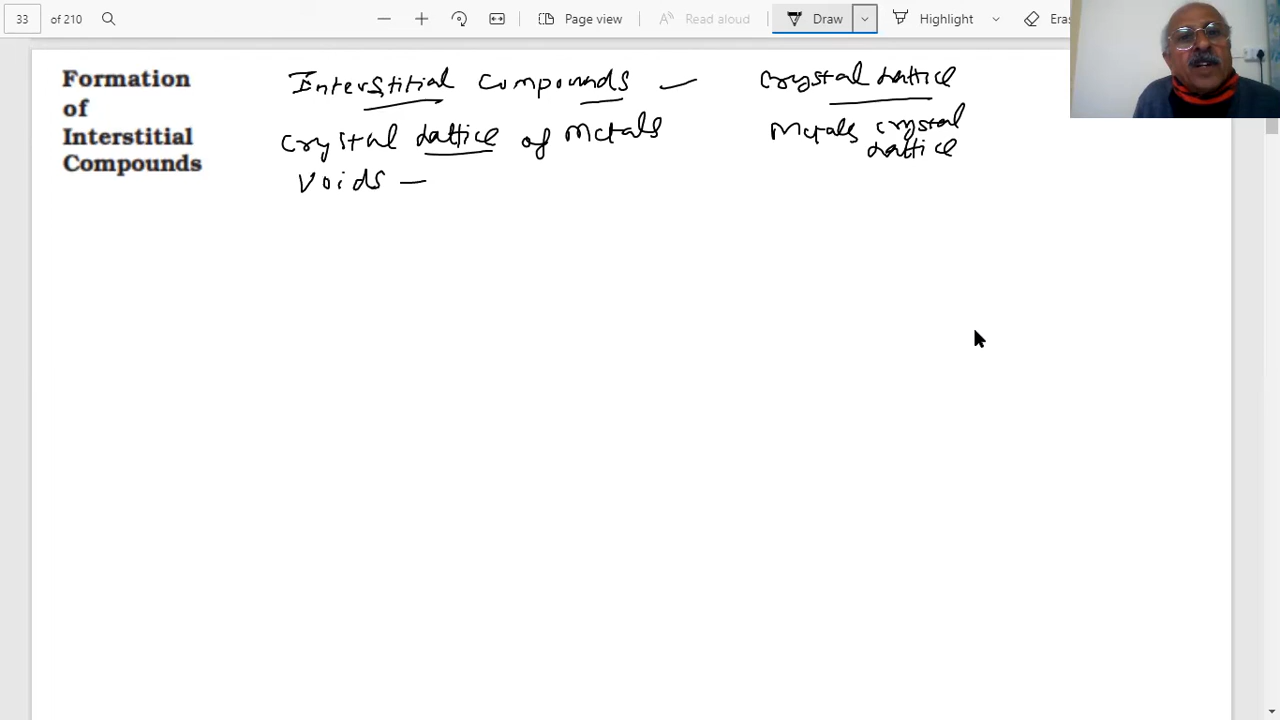 33 of 210 Page view Read aloud Draw Highlight Eras
Formation
of
Interstitial
Compounds
Interstitial Compounds — Crystal Lattice
Crystal Lattice of Metals
Metals Crystal
Lattice
Voids —